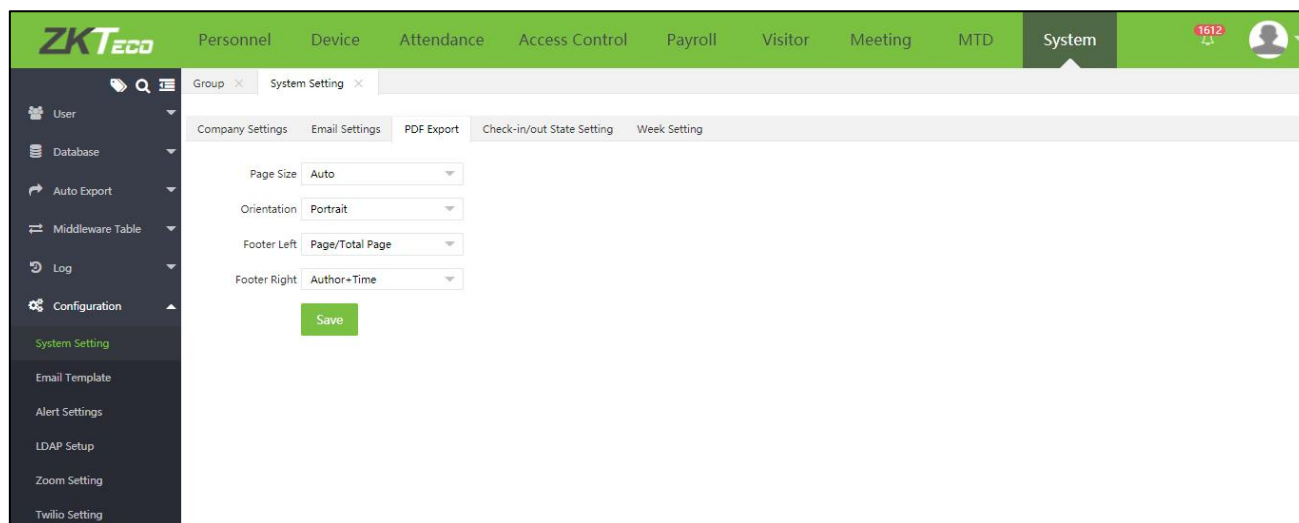 ZKTECO Personnel Device Attendance Access Control Payroll Visitor Meeting MTD System 1612
Group System Setting
User
Database
Auto Export
Middleware Table
Log
Configuration
System Setting
Email Template
Alert Settings
LDAP Setup
Zoom Setting
Twilio Setting
Company Settings Email Settings PDF Export Check-in/out State Setting Week Setting
Page Size Auto
Orientation Portrait
Footer Left Page/Total Page
Footer Right Author+Time
Save